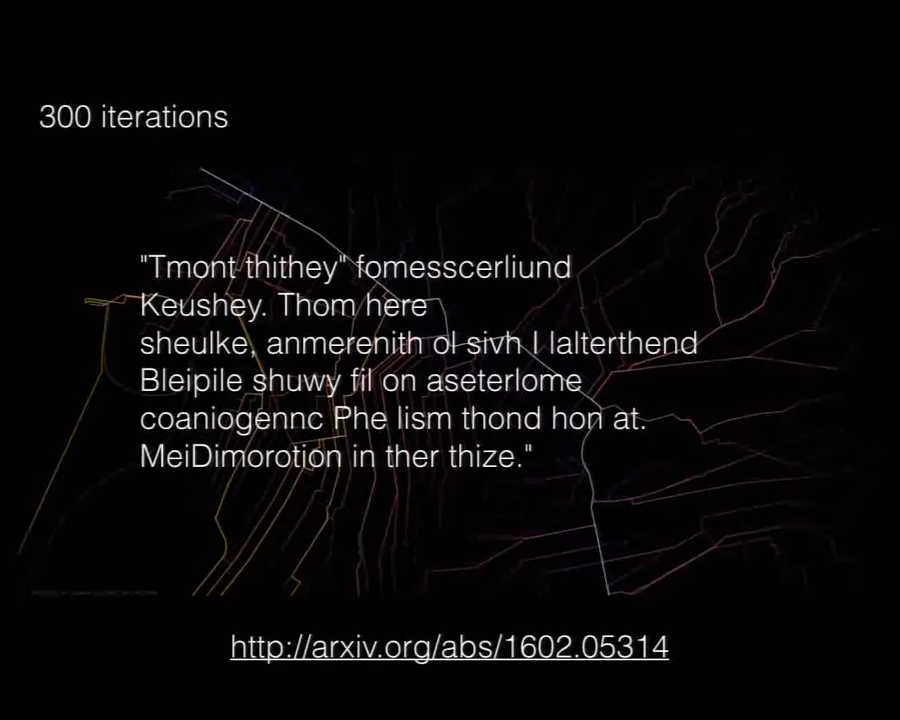 300 iterations
"Tmont thithey" fomesscerliund
Keushey. Thom here
sheulke, anmerenith ol sivh I lalterthend
Bleipile shuwy fil on aseterlome
coaniogennc Phe lism thond hon at.
MeiDimorotion in ther thize."
http://arxiv.org/abs/1602.05314